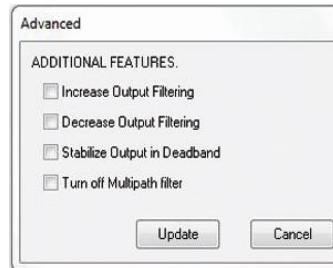 Advanced
ADDITIONAL FEATURES.
Increase Output Filtering
Decrease Output Filtering
Stabilize Output in Deadband
Turn off Multipath filter
Update Cancel